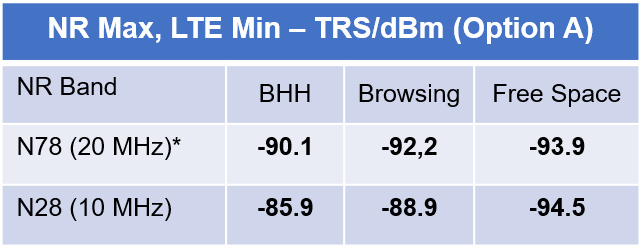 NR Max, LTE Min – TRS/dBm (Option A)
NR Band BHH Browsing Free Space
N78 (20 MHz)* -90.1 -92,2 -93.9
N28 (10 MHz) -85.9 -88.9 -94.5